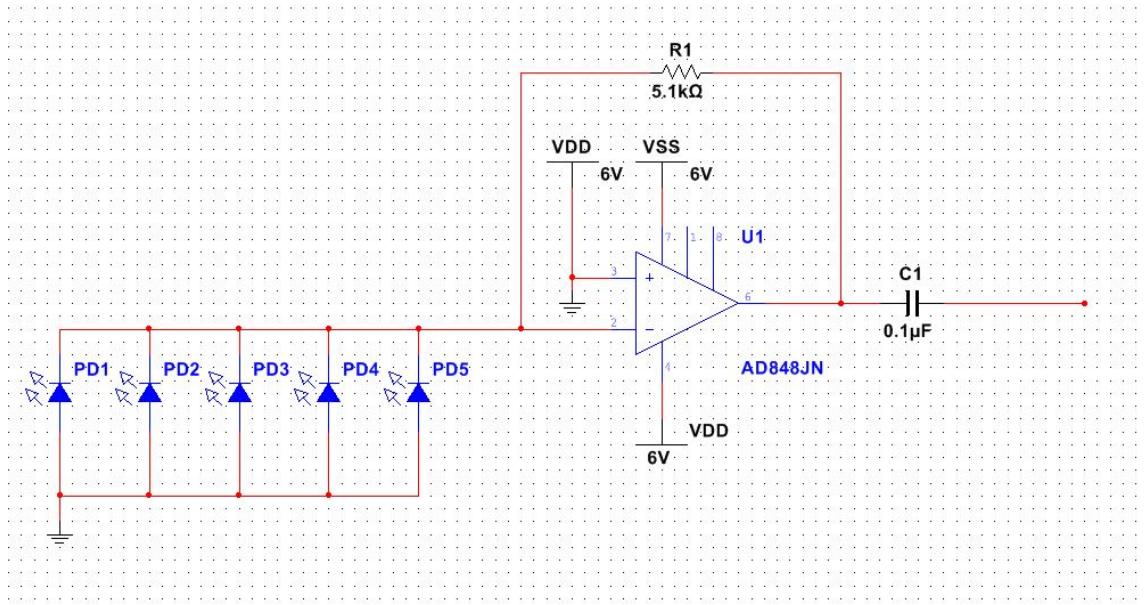 R1
5.1kΩ
VDD
6V
VSS
6V
7
1
8
U1
3
+
6
2
−
4
AD848JN
C1
0.1µF
PD1
PD2
PD3
PD4
PD5
VDD
6V